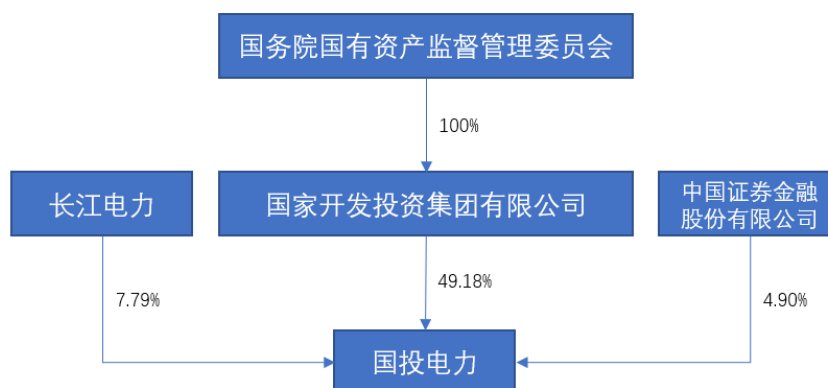 国务院国有资产监督管理委员会
100%
长江电力
国家开发投资集团有限公司
中国证券金融
股份有限公司
7.79%
49.18%
4.90%
国投电力